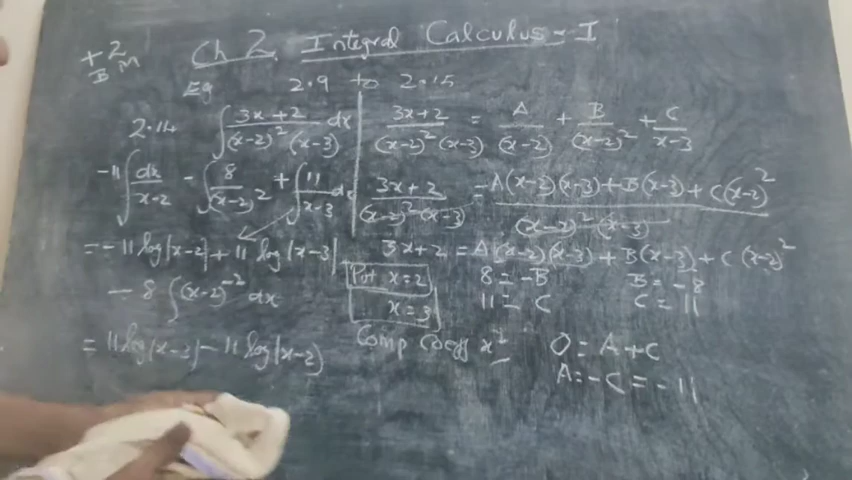 +2
BM
Ch 2. Integral Calculus - I
Eg 2.9 to 2.15
2.14 ∫ 3x+2 / (x-2)² (x-3) dx
-11 ∫ dx / x-2 - ∫ 8 / (x-2)² + ∫ 11 / x-3 dx
= -11 log|x-2| + 11 log|x-3|
- 8 ∫ (x-2)⁻² dx
= 11 log|x-3| - 11 log|x-2|
3x+2 / (x-2)² (x-3) = A / (x-2) + B / (x-2)² + C / x-3
3x+2 / (x-2)² (x-3) = A(x-2)(x-3) + B(x-3) + C(x-2)² / (x-2)² (x-3)
3x+2 = A(x-2)(x-3) + B(x-3) + C(x-2)²
Put x=2 8 = -B B = -8
x=3 11 = C C = 11
Comp Coeff x² 0 = A+C
A = -C = -11